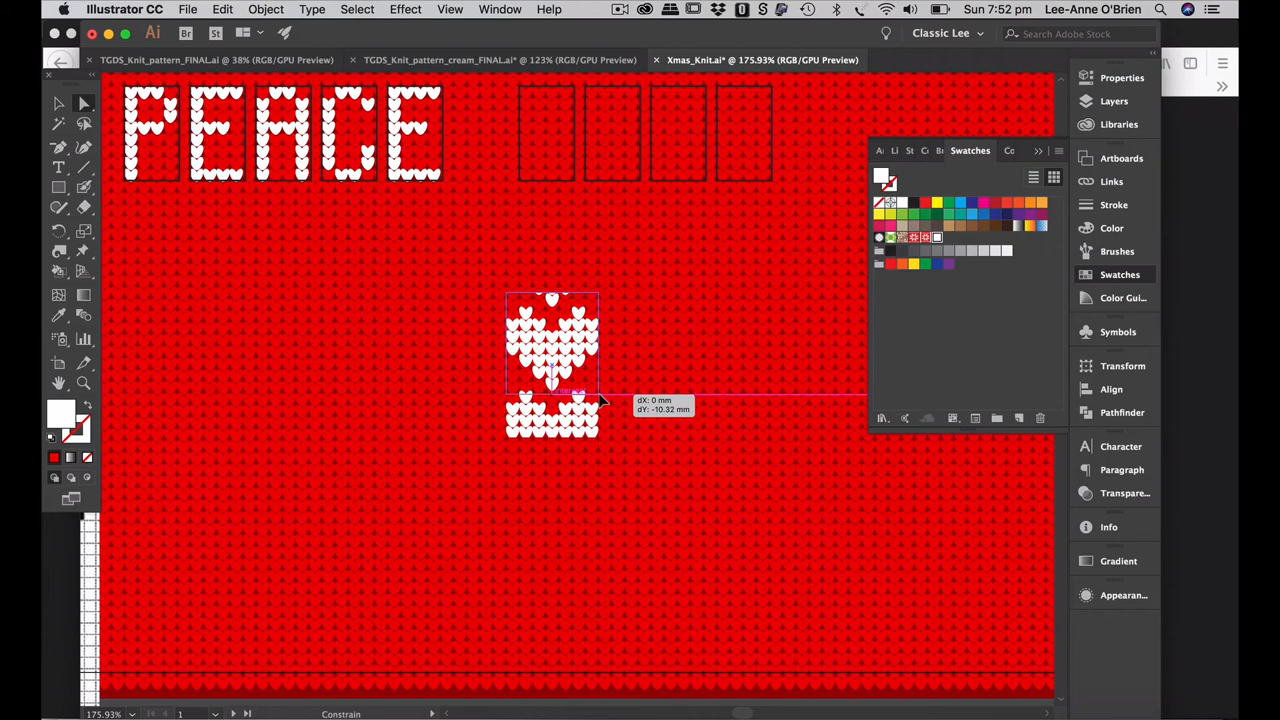 Illustrator CC File Edit Object Type Select Effect View Window Help Sun 7:52 pm Lee-Anne O'Brien
Ai Br St Classic Lee Search Adobe Stock
TGDS_Knit_pattern_FINAL.ai @ 38% (RGB/GPU Preview) TGDS_Knit_pattern_cream_FINAL.ai* @ 123% (RGB/GPU Preview) Xmas_Knit.ai* @ 175.93% (RGB/GPU Preview)
PEACE
Properties
Layers
Libraries
Swatches
Artboards
Links
Stroke
Color
Brushes
Swatches
Color Gui...
Symbols
Transform
Align
Pathfinder
Character
Paragraph
Transpare...
Info
Gradient
Appearan...
dX: 0 mm
dY: -10.32 mm
175.93% 1 Constrain